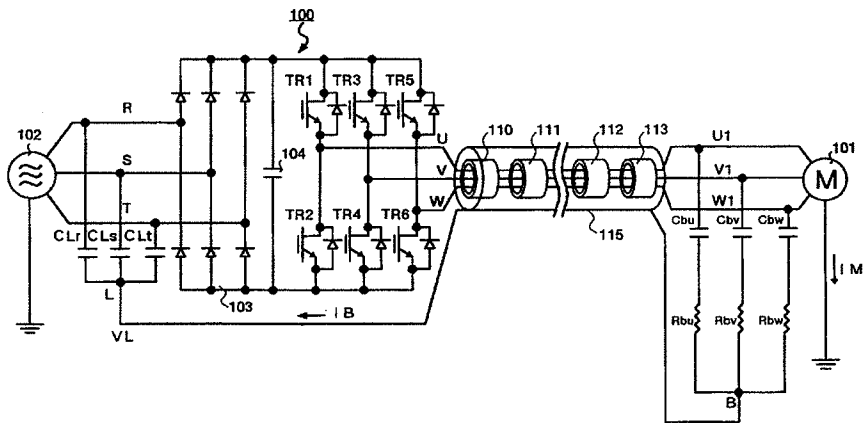 100
TR1 TR3 TR5
R
102
104
U
110
111
112
113
U1
101
S
V
V1
M
T
W
W1
TR2 TR4 TR6
115
Cbu Cbv Cbw
CLr CLs CLt
IM
L
103
IB
VL
Rbu Rbv Rbw
B